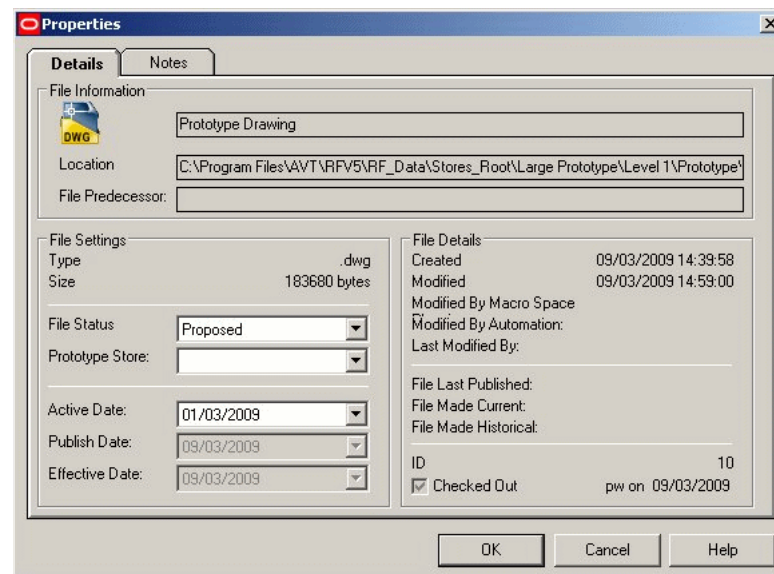 Properties
Details
Notes
File Information
DWG
Prototype Drawing
Location
C:\Program Files\AVT\RFV5\RF_Data\Stores_Root\Large Prototype\Level 1\Prototype\
File Predecessor:
File Settings
Type .dwg
Size 183680 bytes
File Status Proposed
Prototype Store:
Active Date: 01/03/2009
Publish Date: 09/03/2009
Effective Date: 09/03/2009
File Details
Created 09/03/2009 14:39:58
Modified 09/03/2009 14:59:00
Modified By Macro Space
Modified By Automation:
Last Modified By:
File Last Published:
File Made Current:
File Made Historical:
ID 10
Checked Out pw on 09/03/2009
OK
Cancel
Help